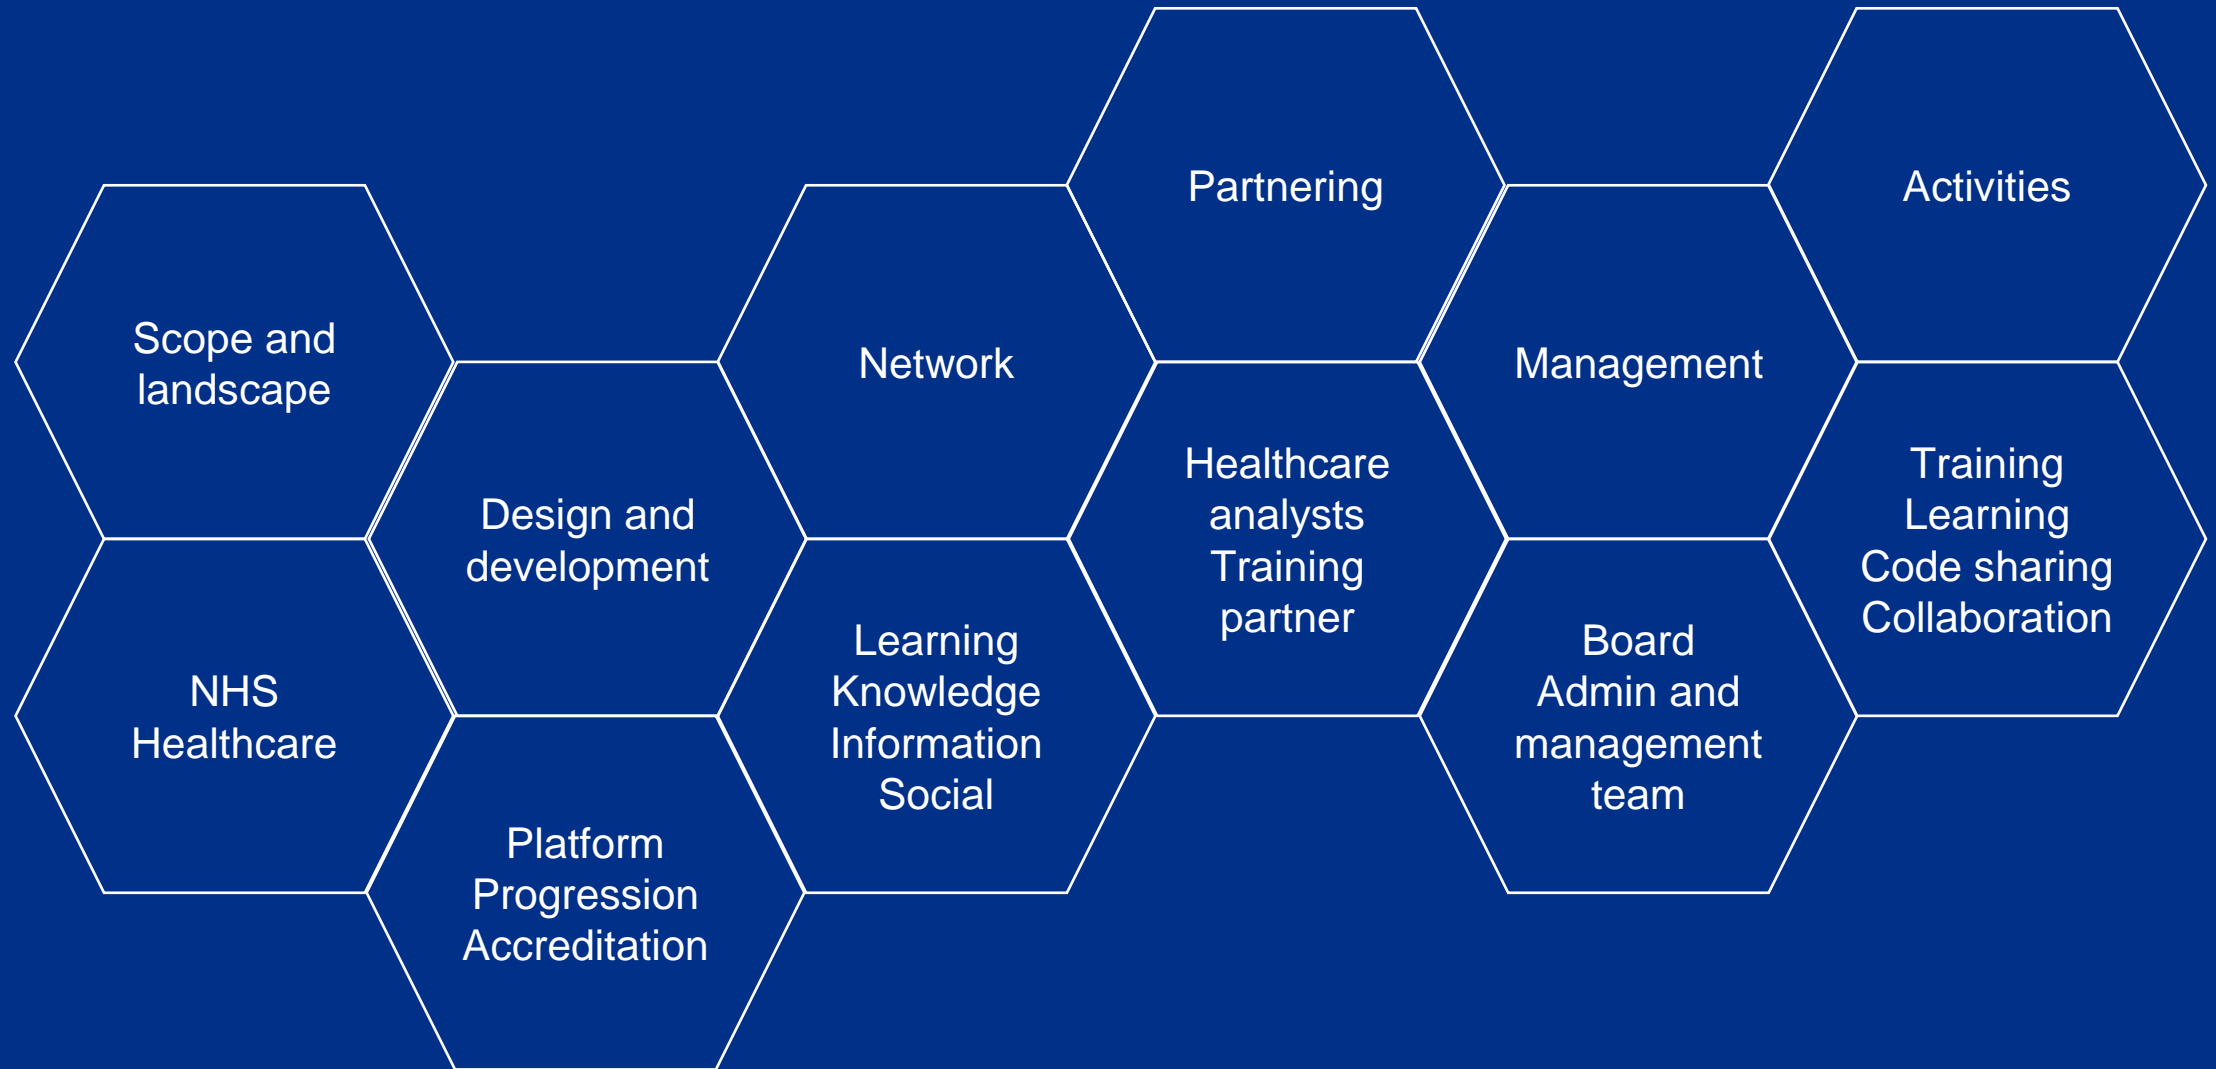 Scope and
landscape
NHS
Healthcare
Design and
development
Platform
Progression
Accreditation
Network
Learning
Knowledge
Information
Social
Partnering
Healthcare
analysts
Training
partner
Management
Board
Admin and
management
team
Activities
Training
Learning
Code sharing
Collaboration